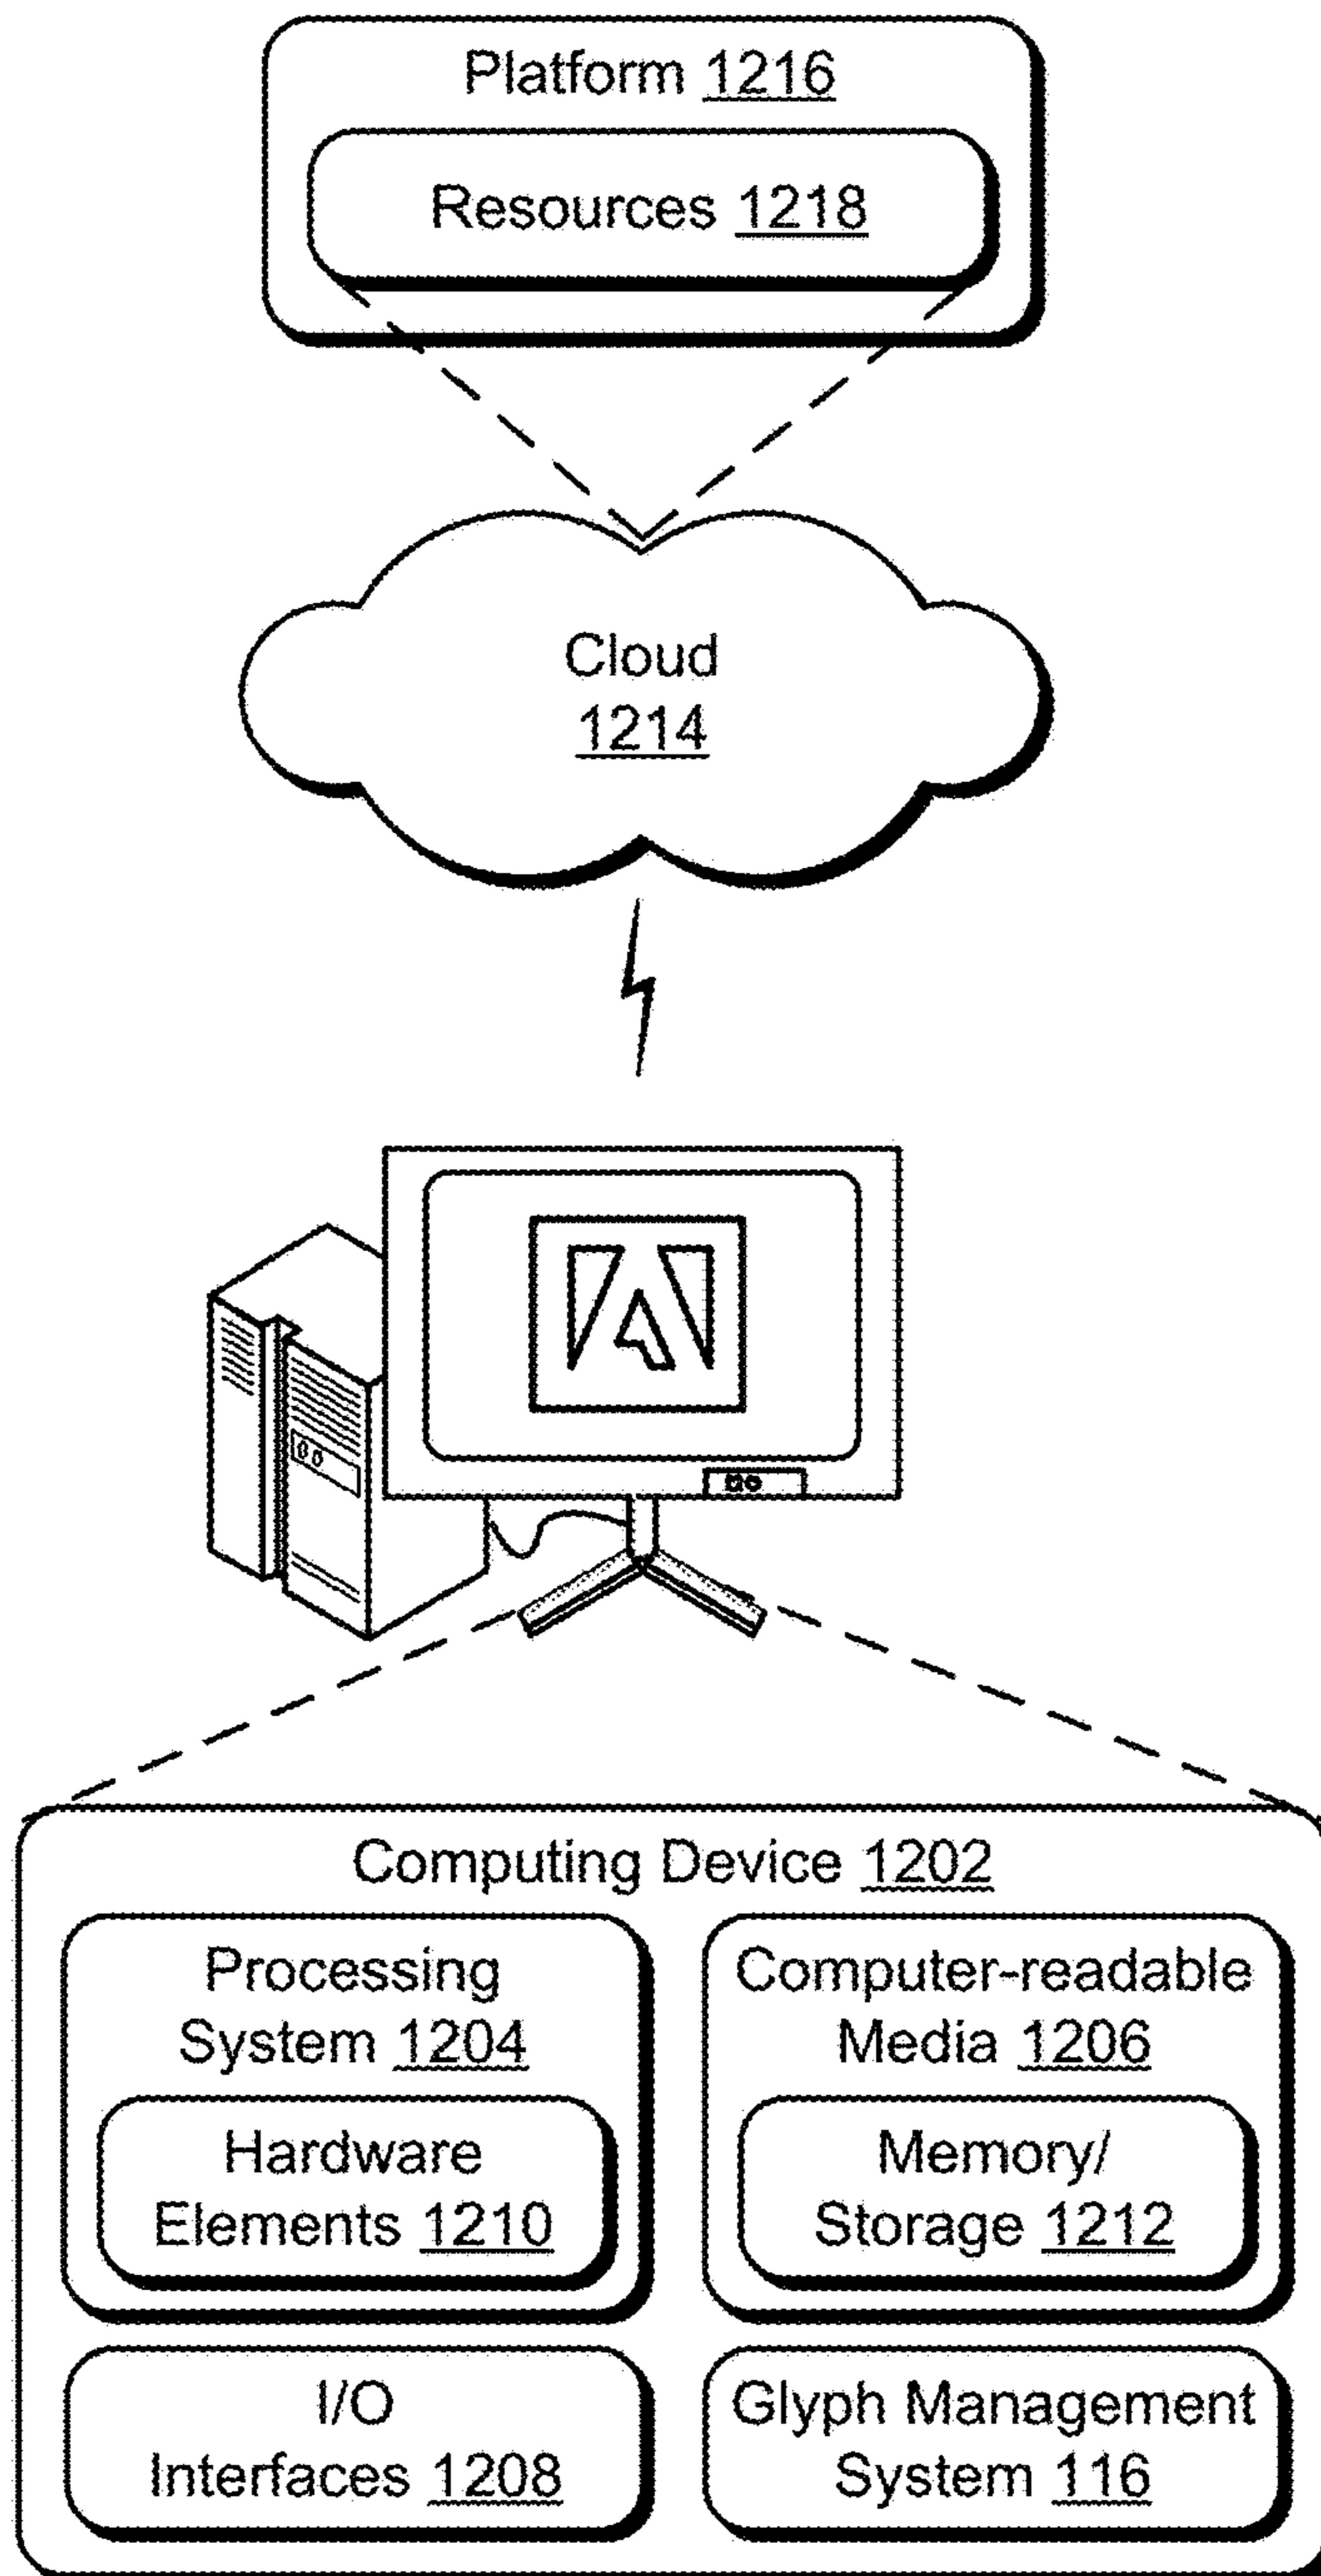 Platform 1216
Resources 1218
Cloud
1214
Computing Device 1202
Processing
System 1204
Hardware
Elements 1210
Computer-readable
Media 1206
Memory/
Storage 1212
I/O
Interfaces 1208
Glyph Management
System 116